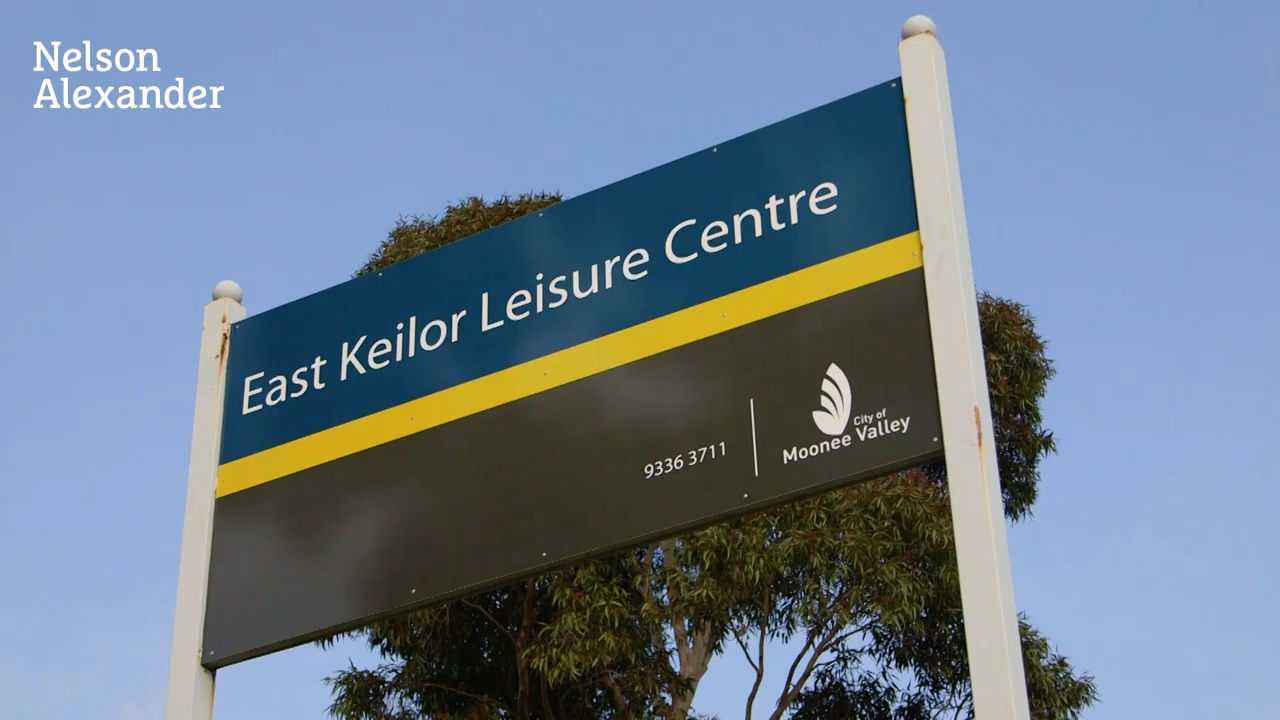 Nelson
Alexander
East Keilor Leisure Centre
9336 3711
City of
Moonee Valley